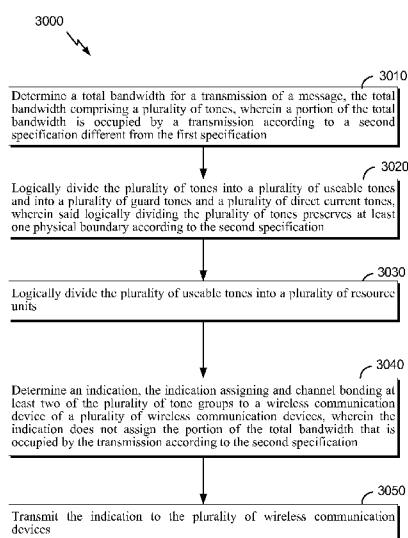 3000
3010
Determine a total bandwidth for a transmission of a message, the total
bandwidth comprising a plurality of tones, wherein a portion of the total
bandwidth is occupied by a transmission according to a second
specification different from the first specification
3020
Logically divide the plurality of tones into a plurality of useable tones
and into a plurality of guard tones and a plurality of direct current tones,
wherein said logically dividing the plurality of tones preserves at least
one physical boundary according to the second specification
3030
Logically divide the plurality of useable tones into a plurality of resource
units
3040
Determine an indication, the indication assigning and channel bonding at
least two of the plurality of tone groups to a wireless communication
device of a plurality of wireless communication devices, wherein the
indication does not assign the portion of the total bandwidth that is
occupied by the transmission according to the second specification
3050
Transmit the indication to the plurality of wireless communication
devices